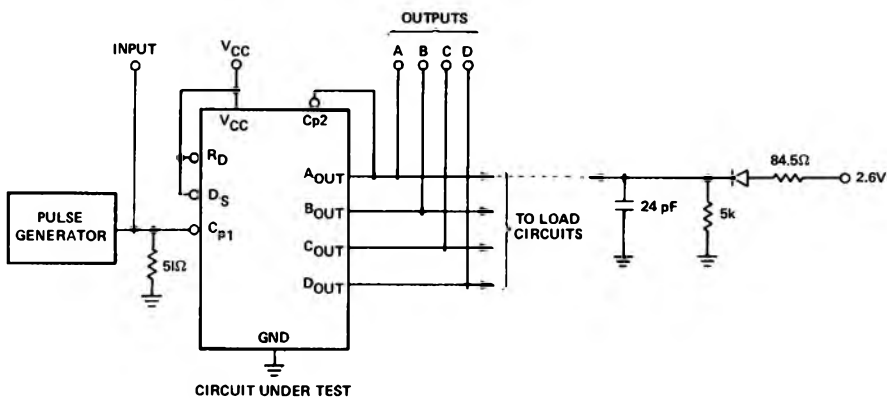 OUTPUTS
INPUT
VCC
A B C D
VCC
Cp2
RD
DS
Cp1
AOUT
BOUT
COUT
DOUT
PULSE
GENERATOR
51Ω
GND
CIRCUIT UNDER TEST
TO LOAD
CIRCUITS
24 pF
5k
84.5Ω
2.6V